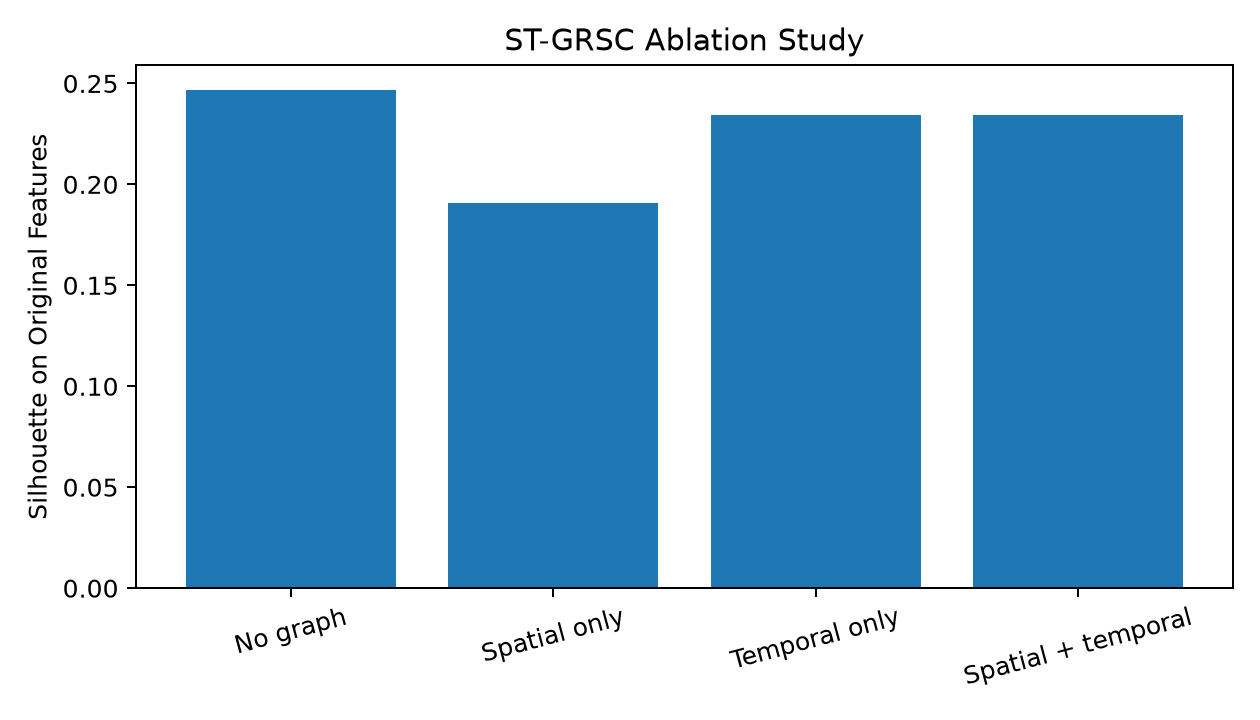 ST-GRSC Ablation Study
Silhouette on Original Features
0.25
0.20
0.15
0.10
0.05
0.00
No graph
Spatial only
Temporal only
Spatial + temporal